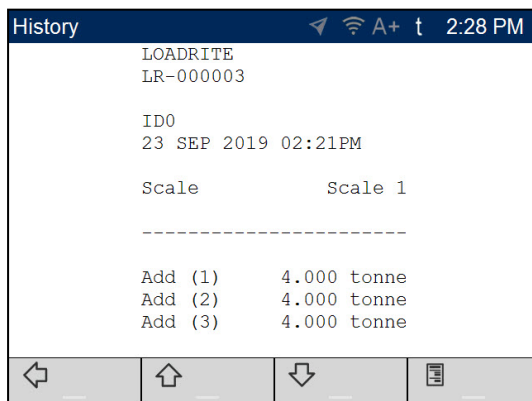 History A+ t 2:28 PM
LOADRITE
LR-000003
ID0
23 SEP 2019 02:21PM
Scale Scale 1
-----------------------
Add (1) 4.000 tonne
Add (2) 4.000 tonne
Add (3) 4.000 tonne